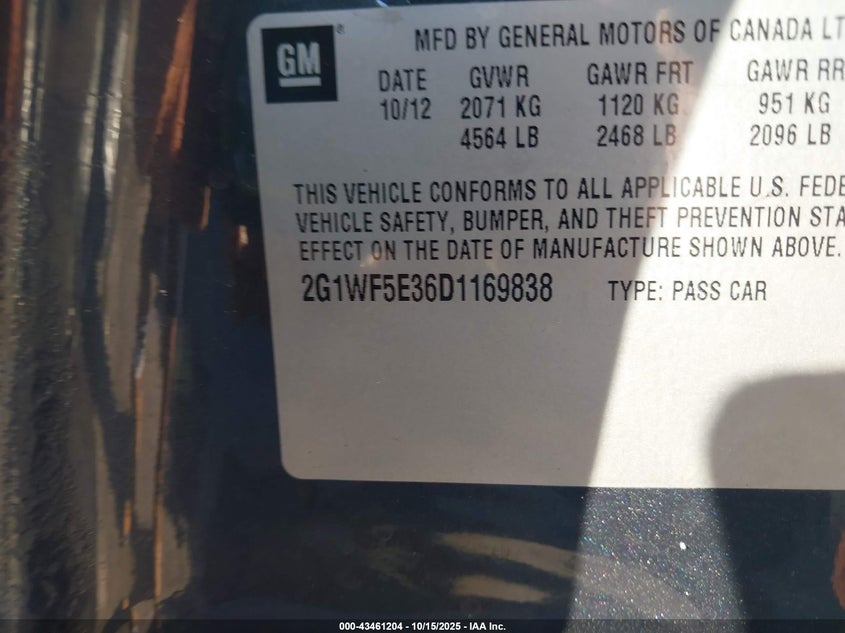 GM ®
MFD BY GENERAL MOTORS OF CANADA LT
DATE GVWR GAWR FRT GAWR RR
10/12 2071 KG 1120 KG 951 KG
4564 LB 2468 LB 2096 LB
THIS VEHICLE CONFORMS TO ALL APPLICABLE U.S. FEDE
VEHICLE SAFETY, BUMPER, AND THEFT PREVENTION STA
EFFECT ON THE DATE OF MANUFACTURE SHOWN ABOVE.
2G1WF5E36D1169838 TYPE: PASS CAR
000-43461204 - 10/15/2025 - IAA Inc.